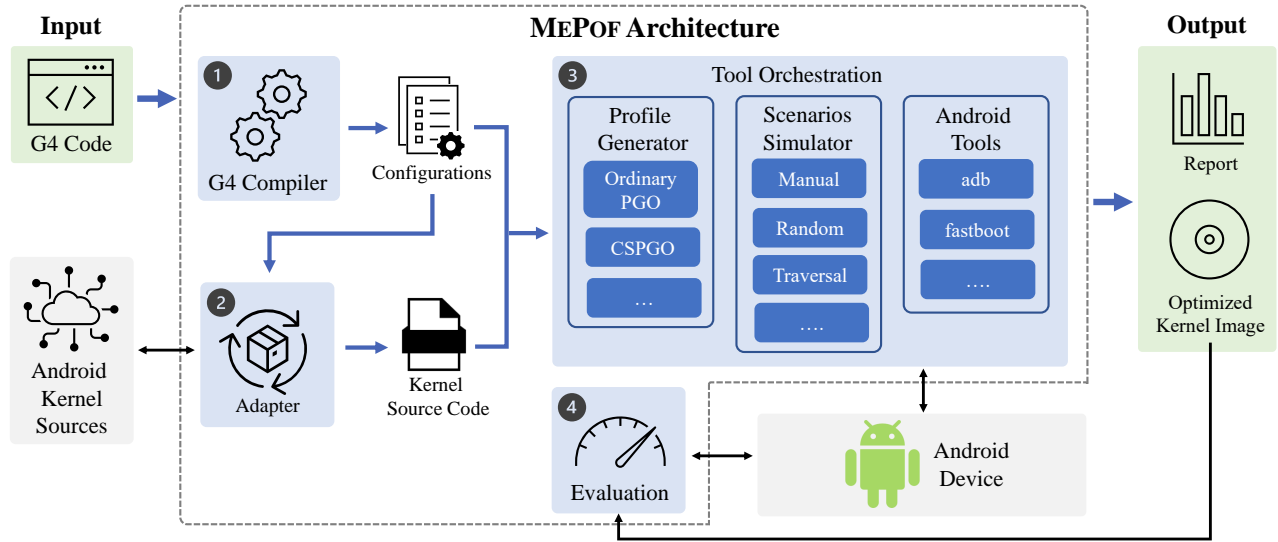 Input
MEPOF Architecture
Output
</>
G4 Code
1
G4 Compiler
Configurations
3
Tool Orchestration
Profile
Generator
Ordinary
PGO
CSPGO
...
Scenarios
Simulator
Manual
Random
Traversal
....
Android
Tools
adb
fastboot
....
Report
Optimized
Kernel Image
Android
Kernel
Sources
2
Adapter
Kernel
Source Code
4
Evaluation
Android
Device